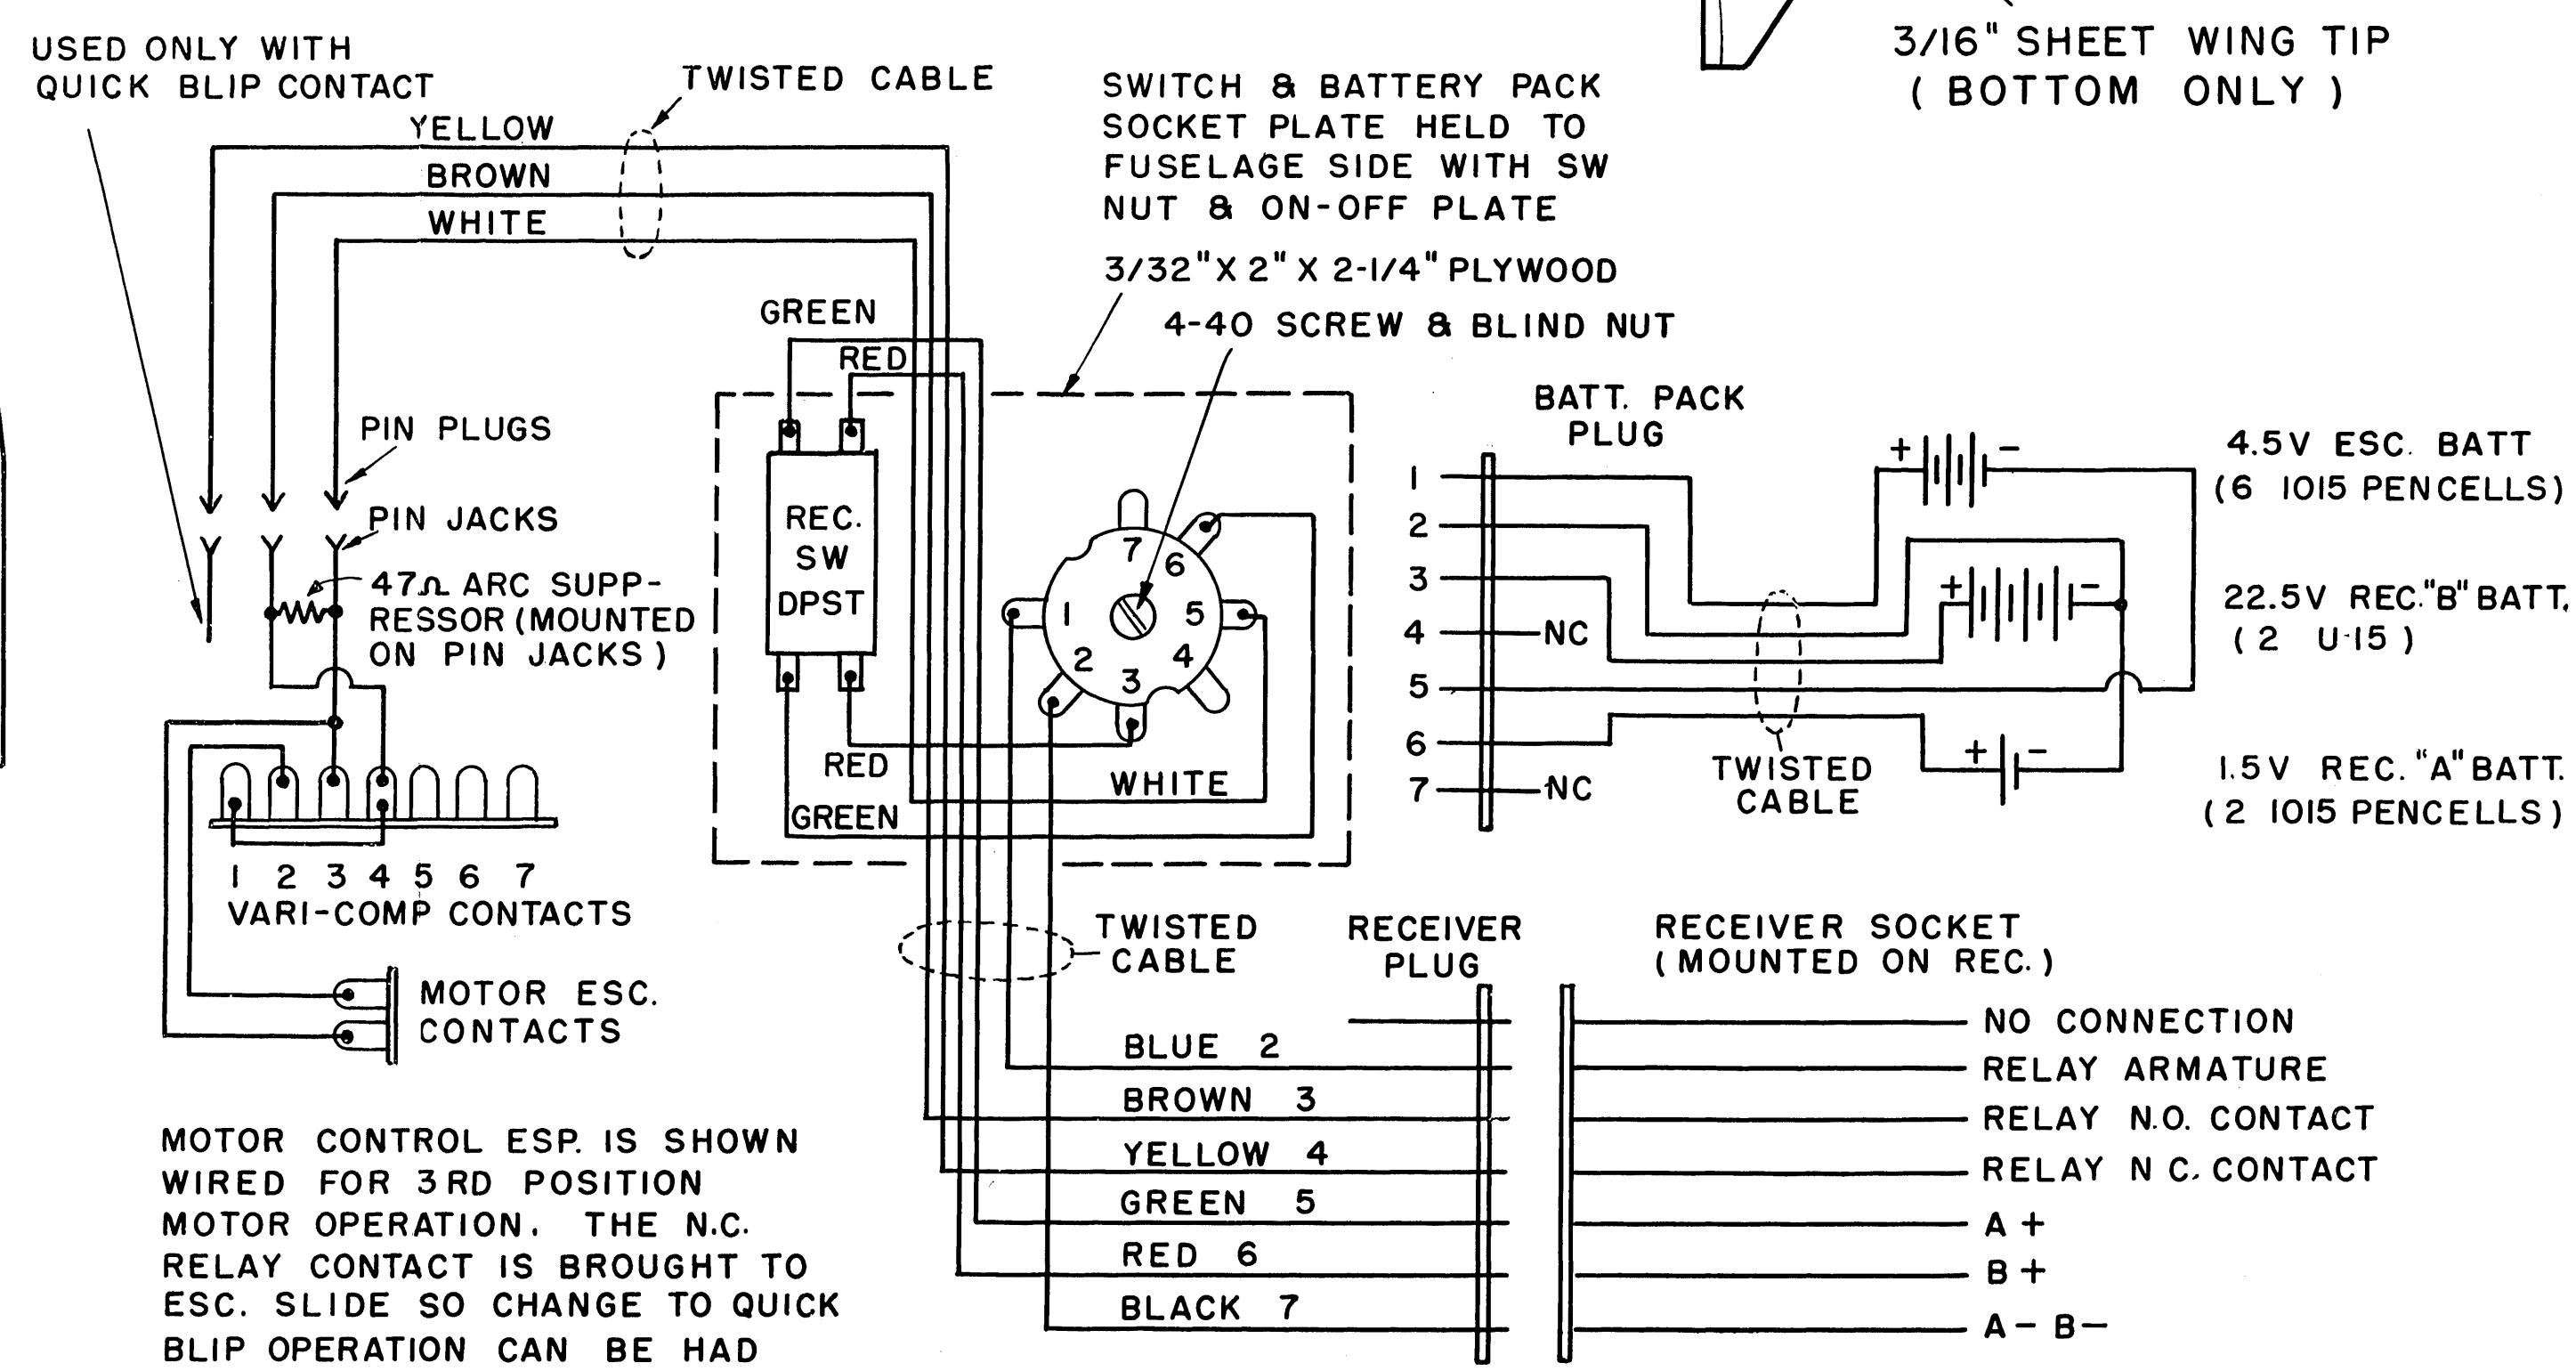 3/16" SHEET WING TIP
( BOTTOM ONLY )
USED ONLY WITH
QUICK BLIP CONTACT
TWISTED CABLE
YELLOW
BROWN
WHITE
SWITCH & BATTERY PACK
SOCKET PLATE HELD TO
FUSELAGE SIDE WITH SW
NUT & ON-OFF PLATE
3/32" X 2" X 2-1/4" PLYWOOD
4-40 SCREW & BLIND NUT
GREEN
RED
PIN PLUGS
PIN JACKS
47Ω ARC SUPP-
RESSOR (MOUNTED
ON PIN JACKS )
REC.
SW
DPST
1
2
3
4
5
6
7
RED
WHITE
GREEN
BATT. PACK
PLUG
1
2
3
4 NC
5
6
7 NC
+ -
4.5V ESC. BATT
(6 1015 PENCELLS)
+ -
22.5V REC. "B" BATT.
( 2 U-15 )
+ -
1.5V REC. "A" BATT.
( 2 1015 PENCELLS )
TWISTED
CABLE
1 2 3 4 5 6 7
VARI-COMP CONTACTS
MOTOR ESC.
CONTACTS
TWISTED
CABLE
RECEIVER
PLUG
RECEIVER SOCKET
( MOUNTED ON REC. )
NO CONNECTION
BLUE 2
RELAY ARMATURE
BROWN 3
RELAY N.O. CONTACT
YELLOW 4
RELAY N C. CONTACT
GREEN 5
A +
RED 6
B +
BLACK 7
A - B -
MOTOR CONTROL ESP. IS SHOWN
WIRED FOR 3RD POSITION
MOTOR OPERATION. THE N.C.
RELAY CONTACT IS BROUGHT TO
ESC. SLIDE SO CHANGE TO QUICK
BLIP OPERATION CAN BE HAD